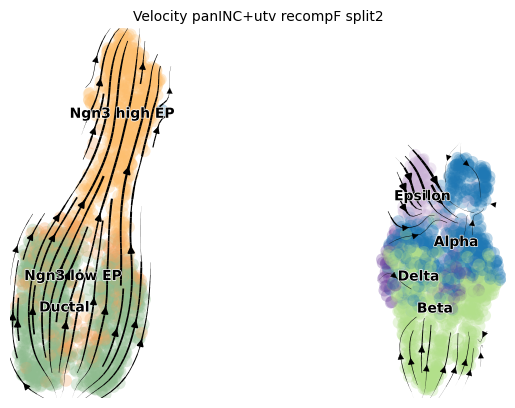 Velocity panINC+utv recompF split2
Ngn3 high EP
Epsilon
Alpha
Ngn3 low EP
Delta
Ductal
Beta